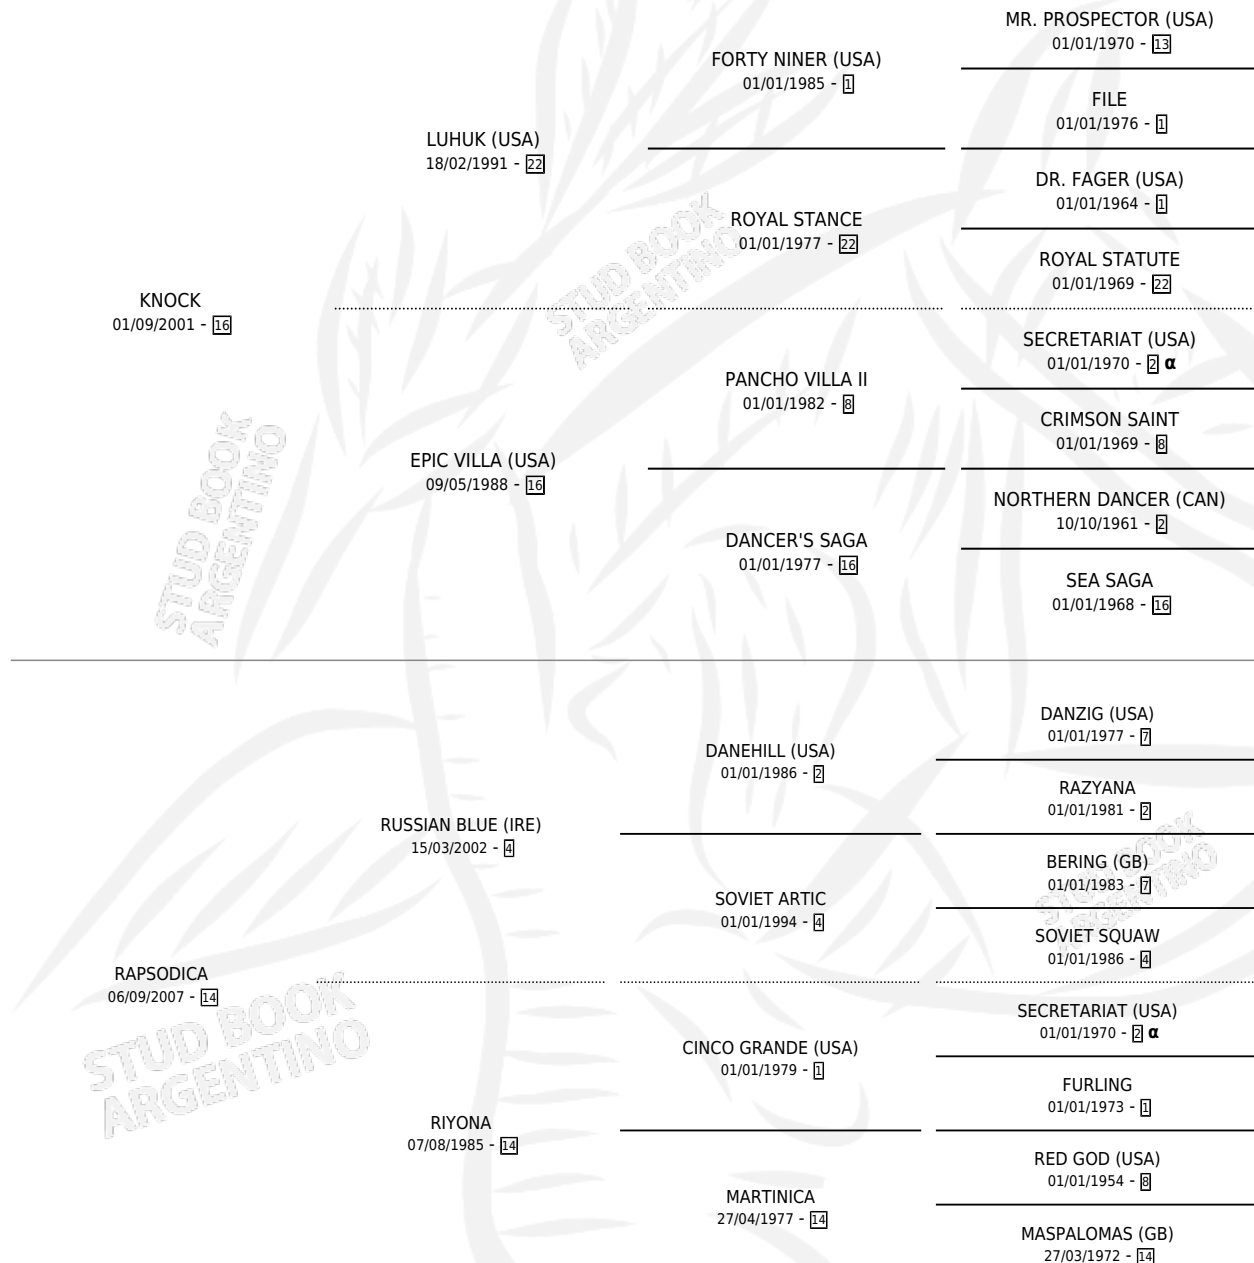 MR. PROSPECTOR (USA)
01/01/1970 - 13
FORTY NINER (USA)
01/01/1985 - 1
FILE
01/01/1976 - 1
LUHUK (USA)
18/02/1991 - 22
DR. FAGER (USA)
01/01/1964 - 1
ROYAL STANCE
01/01/1977 - 22
ROYAL STATUTE
01/01/1969 - 22
STUD BOOK
ARGENTINO
KNOCK
01/09/2001 - 16
SECRETARIAT (USA)
01/01/1970 - 2 α
PANCHO VILLA II
01/01/1982 - 8
CRIMSON SAINT
01/01/1969 - 8
EPIC VILLA (USA)
09/05/1988 - 16
NORTHERN DANCER (CAN)
10/10/1961 - 2
DANCER'S SAGA
01/01/1977 - 16
SEA SAGA
01/01/1968 - 16
STUD BOOK
ARGENTINO
DANZIG (USA)
01/01/1977 - 7
DANEHILL (USA)
01/01/1986 - 2
RAZYANA
01/01/1981 - 2
RUSSIAN BLUE (IRE)
15/03/2002 - 4
BERING (GB)
01/01/1983 - 7
SOVIET ARTIC
01/01/1994 - 4
SOVIET SQUAW
01/01/1986 - 4
STUD BOOK
ARGENTINO
RAPSODICA
06/09/2007 - 14
STUD BOOK
ARGENTINO
SECRETARIAT (USA)
01/01/1970 - 2 α
CINCO GRANDE (USA)
01/01/1979 - 1
FURLING
01/01/1973 - 1
RIYONA
07/08/1985 - 14
RED GOD (USA)
01/01/1954 - 8
MARTINICA
27/04/1977 - 14
MASPALOMAS (GB)
27/03/1972 - 14